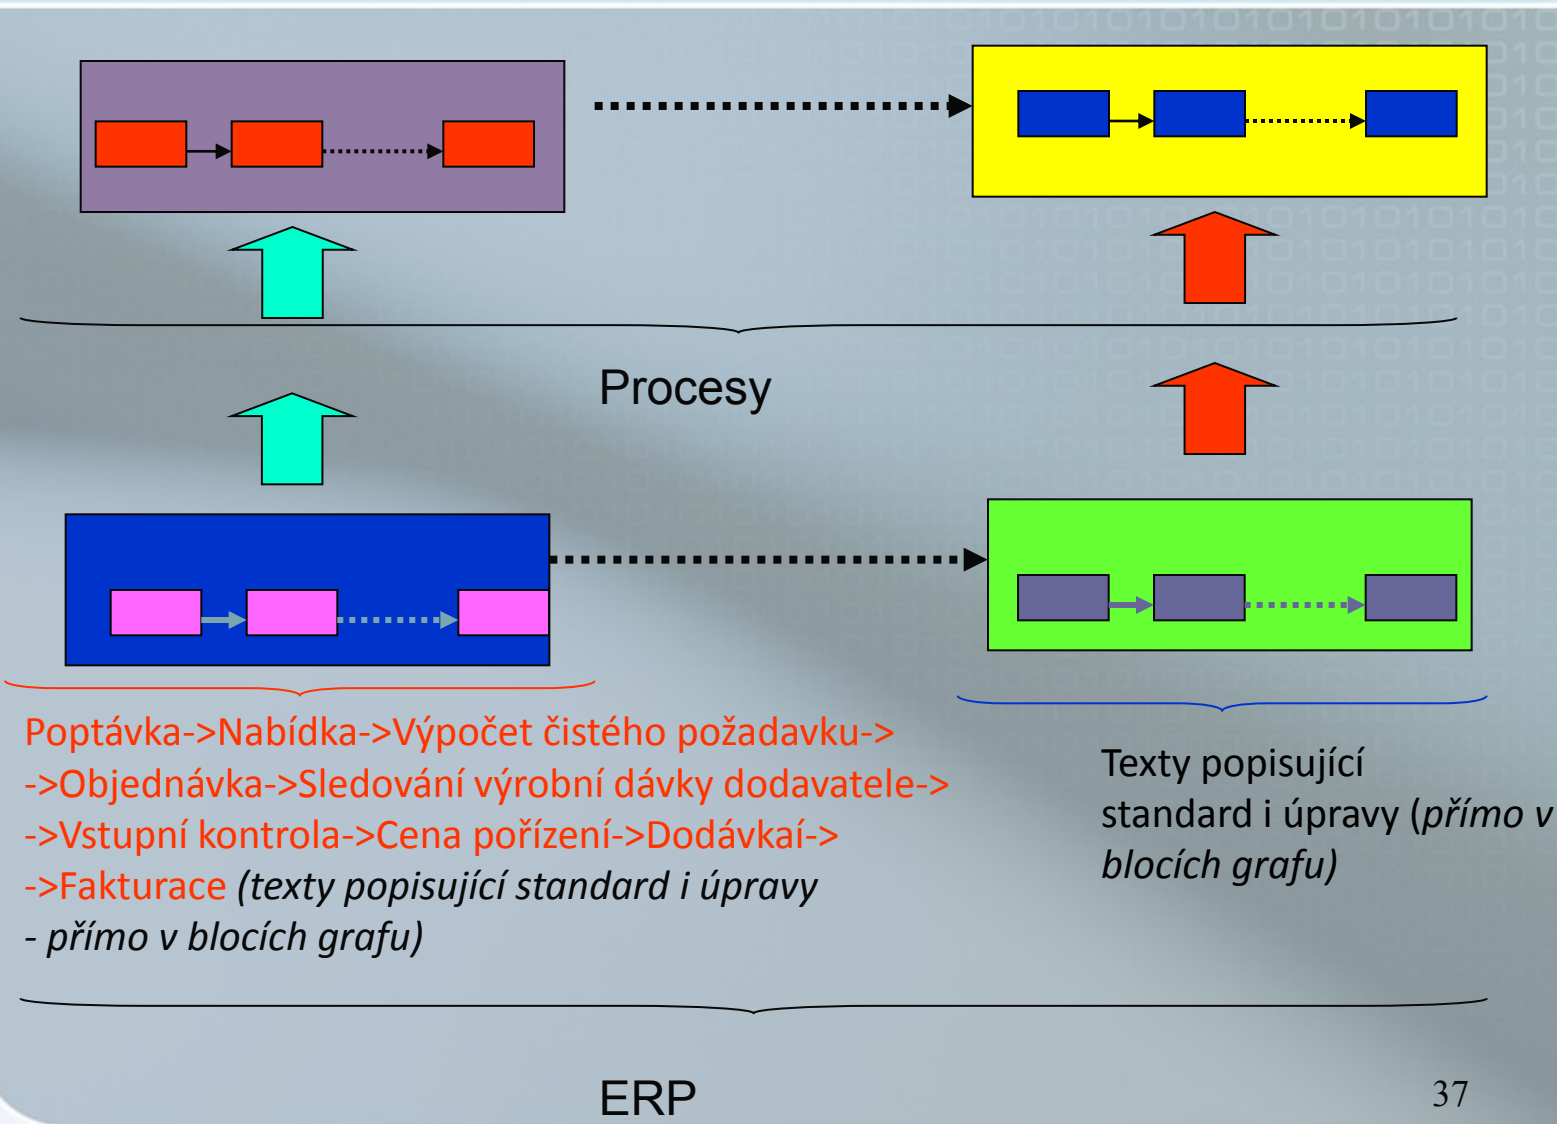 Procesy
Poptávka->Nabídka->Výpočet čistého požadavku->
->Objednávka->Sledování výrobní dávky dodavatele->
->Vstupní kontrola->Cena pořízení->Dodávkaí->
->Fakturace (texty popisující standard i úpravy
- přímo v blocích grafu)
Texty popisující
standard i úpravy (přímo v
blocích grafu)
ERP
37